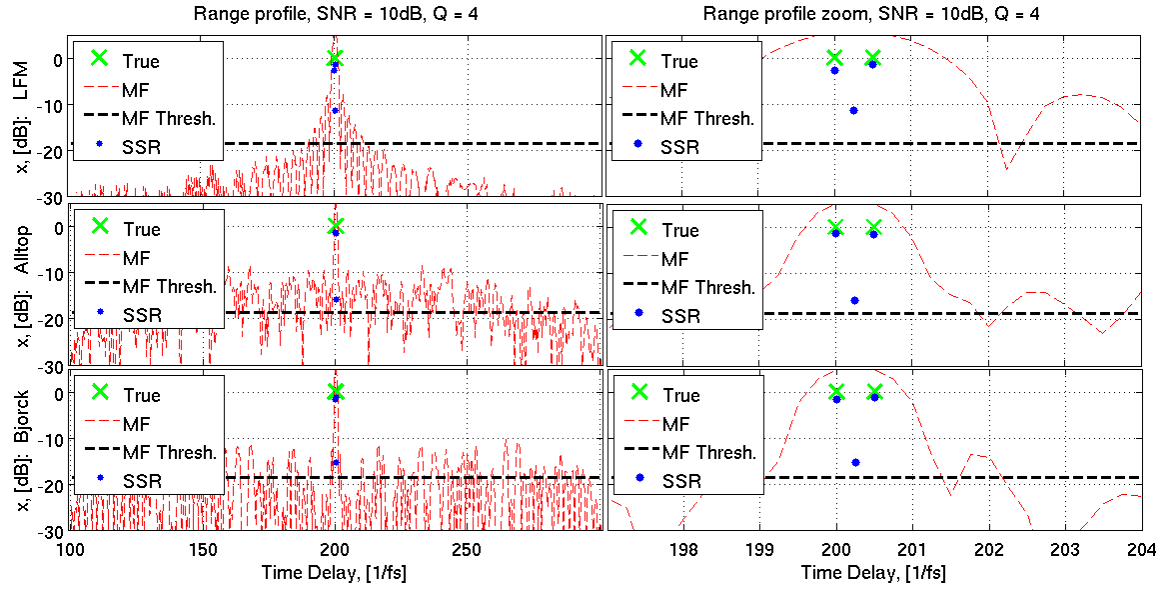 Range profile, SNR = 10dB, Q = 4
Range profile zoom, SNR = 10dB, Q = 4
x, [dB]: LFM
0
-10
-20
-30
True
MF
MF Thresh.
SSR
True
MF
MF Thresh.
SSR
x, [dB]: Alltop
0
-10
-20
-30
True
MF
MF Thresh.
SSR
True
MF
MF Thresh.
SSR
x, [dB]: Bjorck
0
-10
-20
-30
True
MF
MF Thresh.
SSR
True
MF
MF Thresh.
SSR
100 150 200 250
198 199 200 201 202 203 204
Time Delay, [1/fs]
Time Delay, [1/fs]